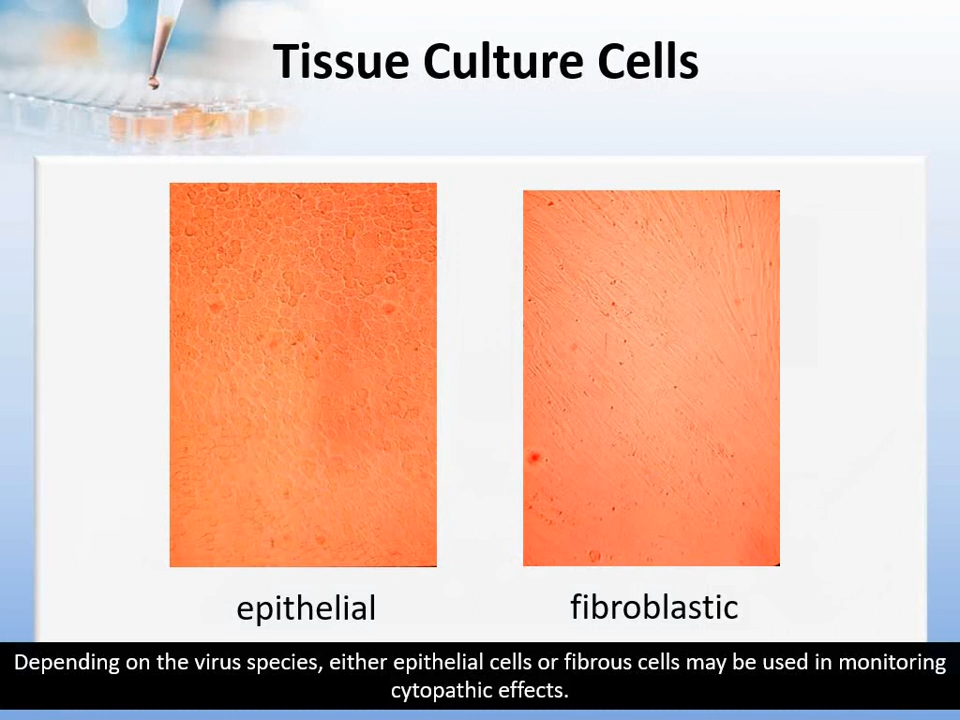 Tissue Culture Cells
epithelial
fibroblastic
Depending on the virus species, either epithelial cells or fibrous cells may be used in monitoring
cytopathic effects.